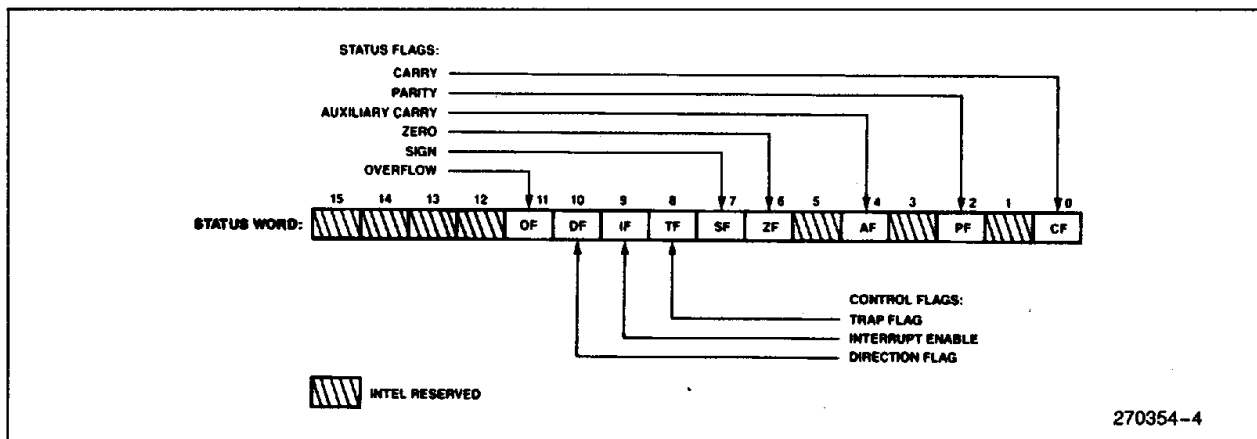 STATUS FLAGS:
CARRY
PARITY
AUXILIARY CARRY
ZERO
SIGN
OVERFLOW
15 14 13 12 11 10 9 8 7 6 5 4 3 2 1 0
STATUS WORD: OF DF IF TF SF ZF AF PF CF
CONTROL FLAGS:
TRAP FLAG
INTERRUPT ENABLE
DIRECTION FLAG
INTEL RESERVED
270354-4